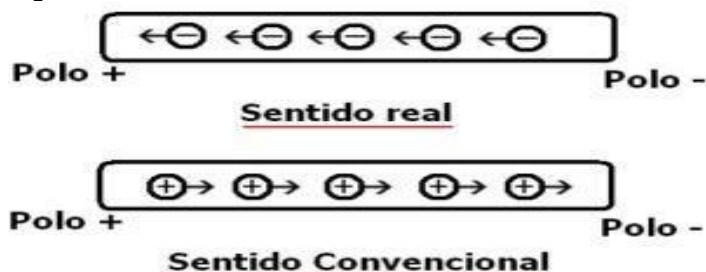 Polo +
Polo -
Sentido real
Polo +
Polo -
Sentido Convencional